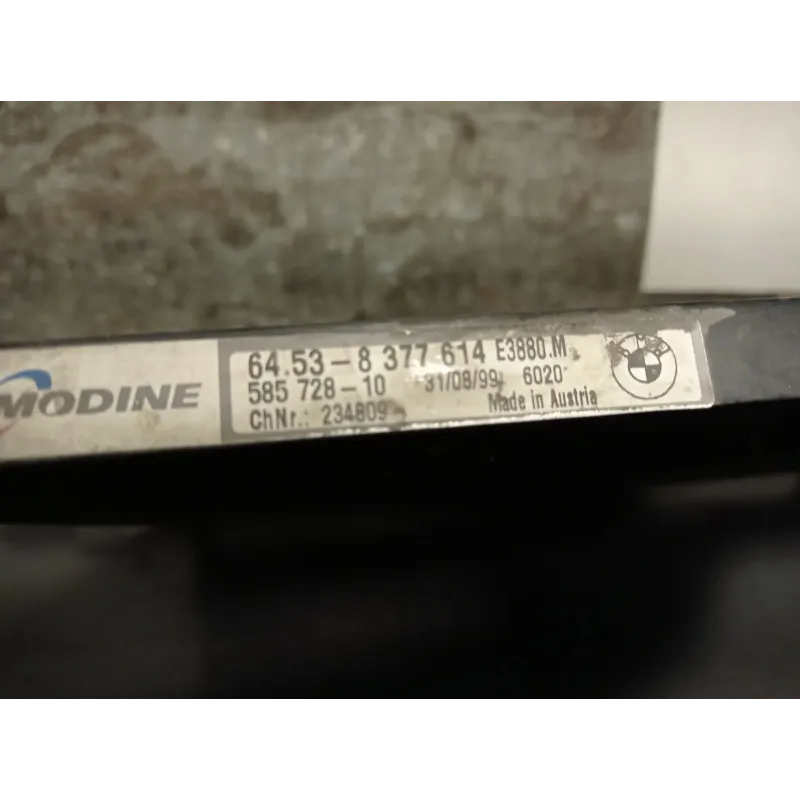 MODINE
64.53-8 377 614 E3880.M
585 728-10 31/08/99 6020
ChNr.: 234809 Made in Austria